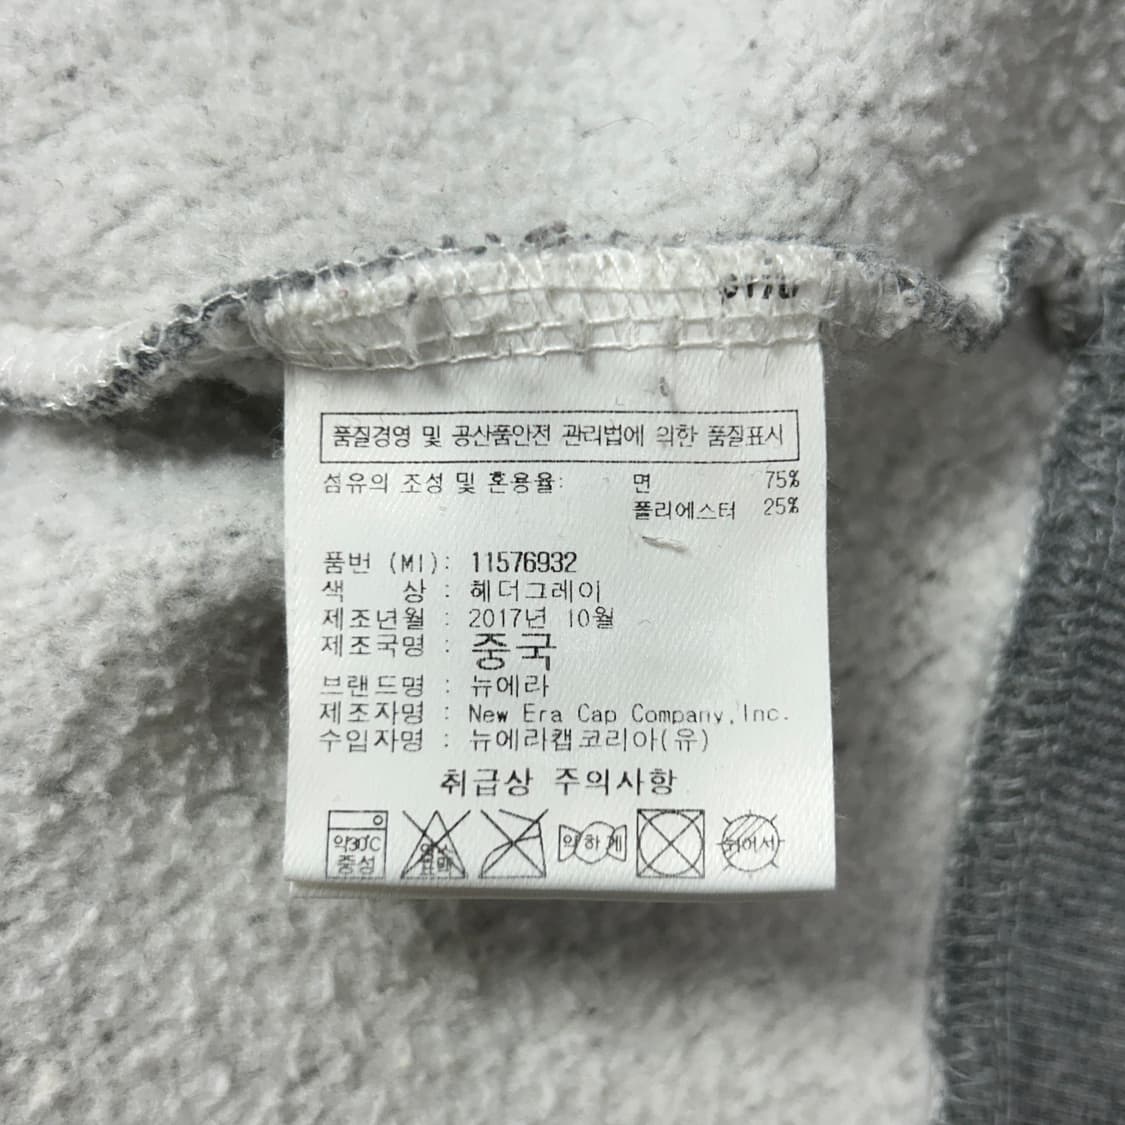 품질경영 및 공산품안전 관리법에 의한 품질표시
섬유의 조성 및 혼용율: 면 75%
폴리에스터 25%
품번 (MI): 11576932
색 상 : 헤더그레이
제조년월 : 2017년 10월
제조국명 : 중국
브랜드명 : 뉴에라
제조자명 : New Era Cap Company,Inc.
수입자명 : 뉴에라캡코리아(유)
취급상 주의사항
약30℃ 중성 약하게 뉘어서